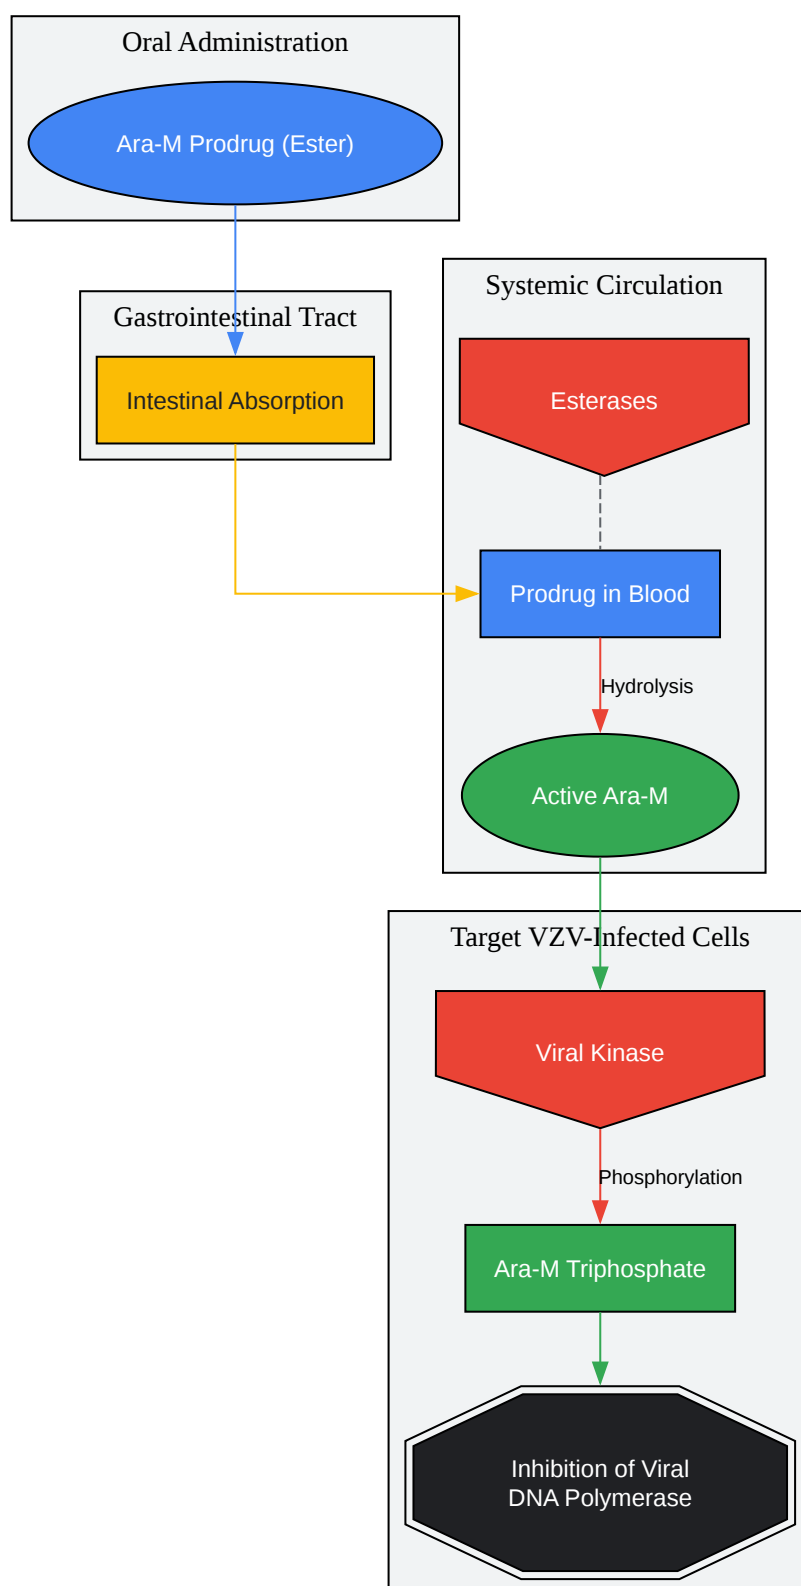 Oral Administration
Ara-M Prodrug (Ester)
Gastrointestinal Tract
Intestinal Absorption
Systemic Circulation
Esterases
Prodrug in Blood
Hydrolysis
Active Ara-M
Target VZV-Infected Cells
Viral Kinase
Phosphorylation
Ara-M Triphosphate
Inhibition of Viral
DNA Polymerase